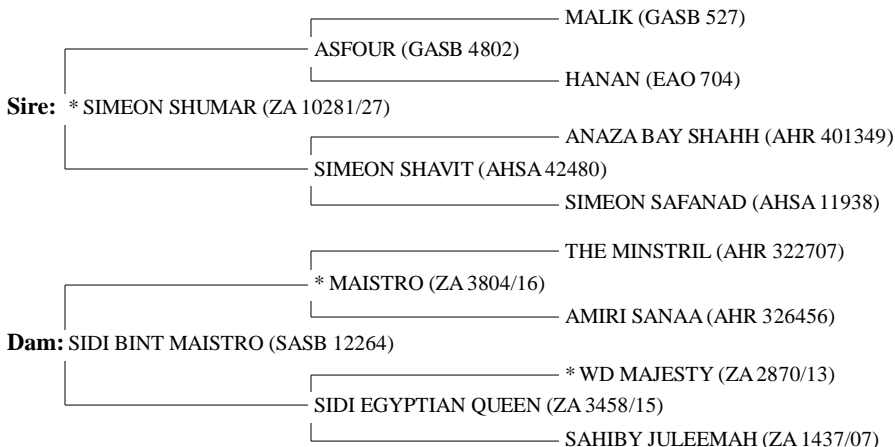 MALIK (GASB 527)
ASFOUR (GASB 4802)
HANAN (EAO 704)
Sire: * SIMEON SHUMAR (ZA 10281/27)
ANAZA BAY SHAHH (AHR 401349)
SIMEON SHAVIT (AHSA 42480)
SIMEON SAFANAD (AHSA 11938)
THE MINSTRIL (AHR 322707)
* MAISTRO (ZA 3804/16)
AMIRI SANAA (AHR 326456)
Dam: SIDI BINT MAISTRO (SASB 12264)
* WD MAJESTY (ZA 2870/13)
SIDI EGYPTIAN QUEEN (ZA 3458/15)
SAHIBY JULEEMAH (ZA 1437/07)